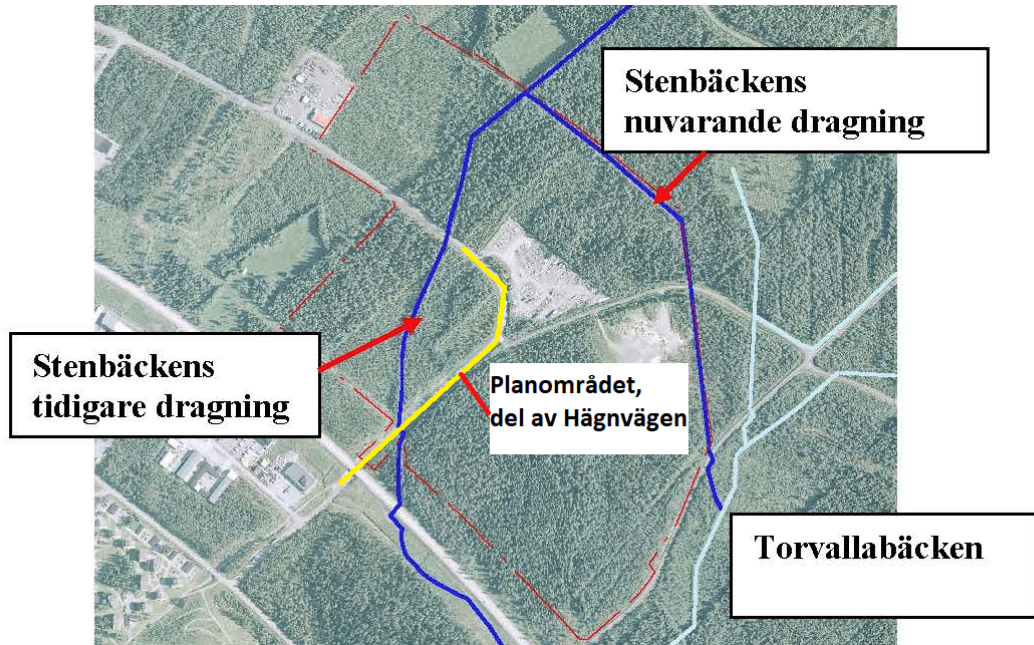 Stenbäckens
nuvarande dragning
Stenbäckens
tidigare dragning
Planområdet,
del av Hägnvägen
Torvallabäcken